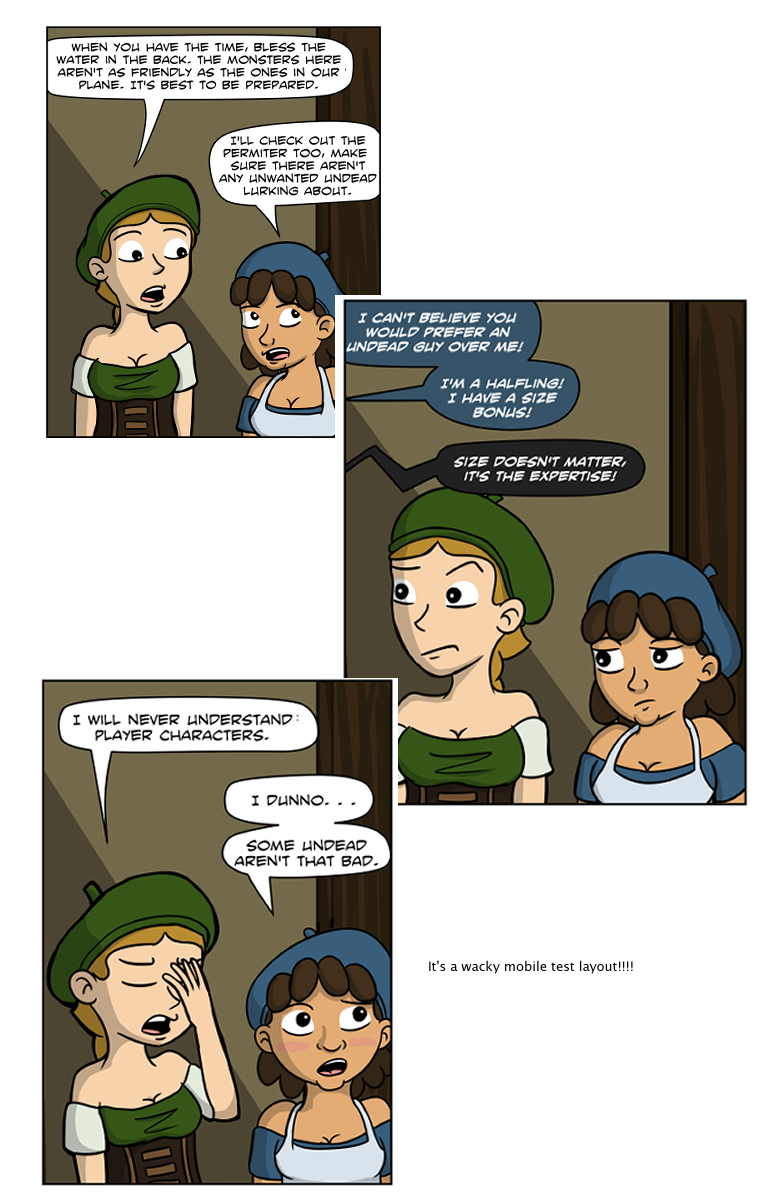 WHEN YOU HAVE THE TIME, BLESS THE
WATER IN THE BACK. THE MONSTERS HERE
AREN'T AS FRIENDLY AS THE ONES IN OUR
PLANE. IT'S BEST TO BE PREPARED.
I'LL CHECK OUT THE
PERMITER TOO, MAKE
SURE THERE AREN'T
ANY UNWANTED UNDEAD
LURKING ABOUT.
I CAN'T BELIEVE YOU
WOULD PREFER AN
UNDEAD GUY OVER ME!
I'M A HALFLING!
I HAVE A SIZE
BONUS!
SIZE DOESN'T MATTER,
IT'S THE EXPERTISE!
I WILL NEVER UNDERSTAND
PLAYER CHARACTERS.
I DUNNO. . .
SOME UNDEAD
AREN'T THAT BAD.
It's a wacky mobile test layout!!!!